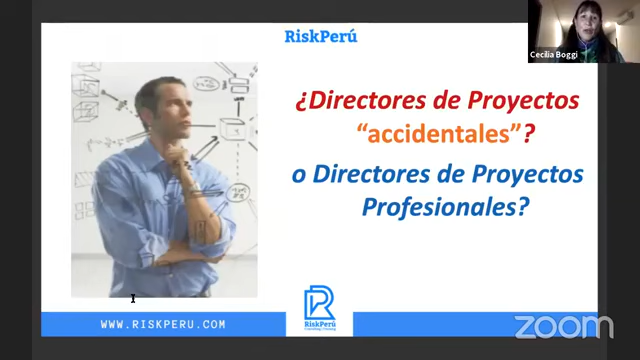 RiskPerú
Cecilia Boggi
¿Directores de Proyectos
“accidentales”?
o Directores de Proyectos
Profesionales?
WWW.RISKPERU.COM
RiskPerú
zoom